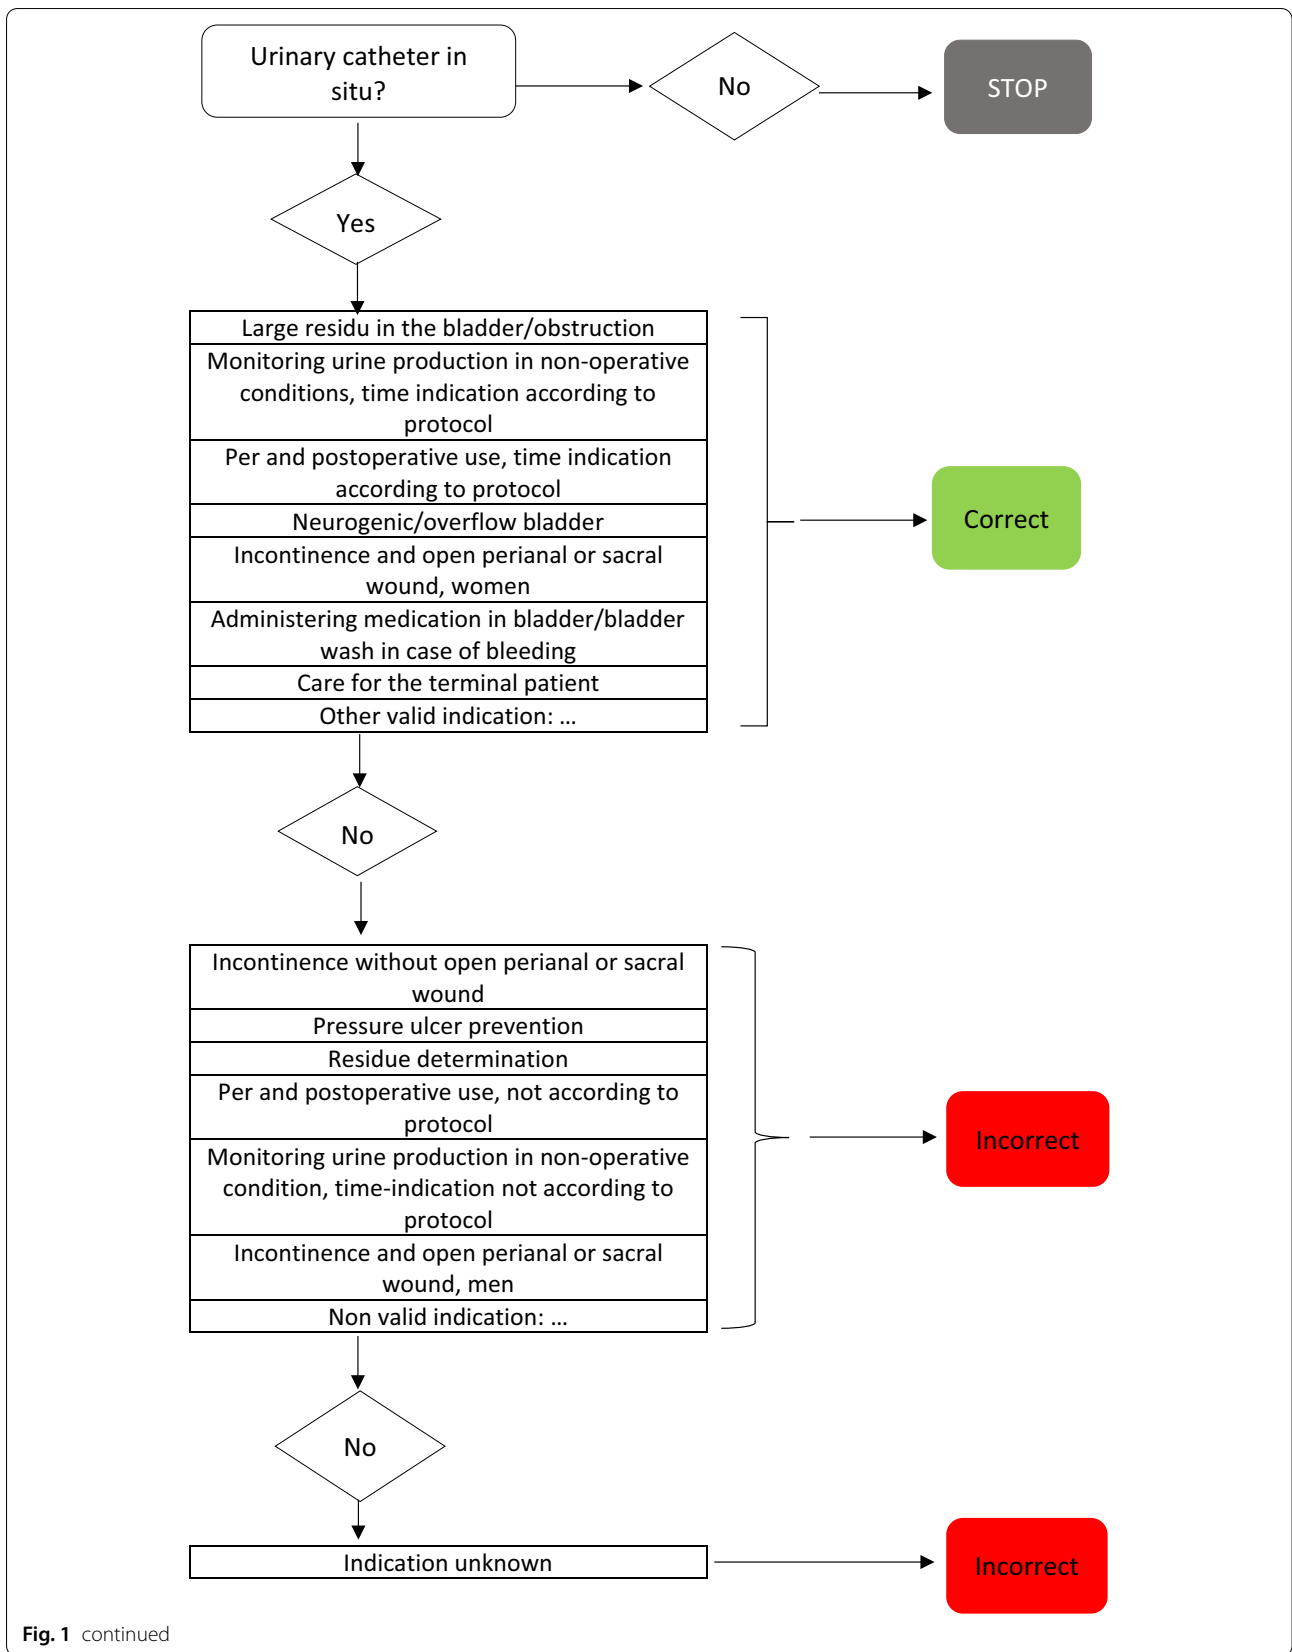 Urinary catheter in
situ?
No
STOP
Yes
Large residu in the bladder/obstruction
Monitoring urine production in non-operative
conditions, time indication according to
protocol
Per and postoperative use, time indication
according to protocol
Neurogenic/overflow bladder
Incontinence and open perianal or sacral
wound, women
Administering medication in bladder/bladder
wash in case of bleeding
Care for the terminal patient
Other valid indication: …
Correct
No
Incontinence without open perianal or sacral
wound
Pressure ulcer prevention
Residue determination
Per and postoperative use, not according to
protocol
Monitoring urine production in non-operative
condition, time-indication not according to
protocol
Incontinence and open perianal or sacral
wound, men
Non valid indication: …
Incorrect
No
Indication unknown
Incorrect
Fig. 1 continued